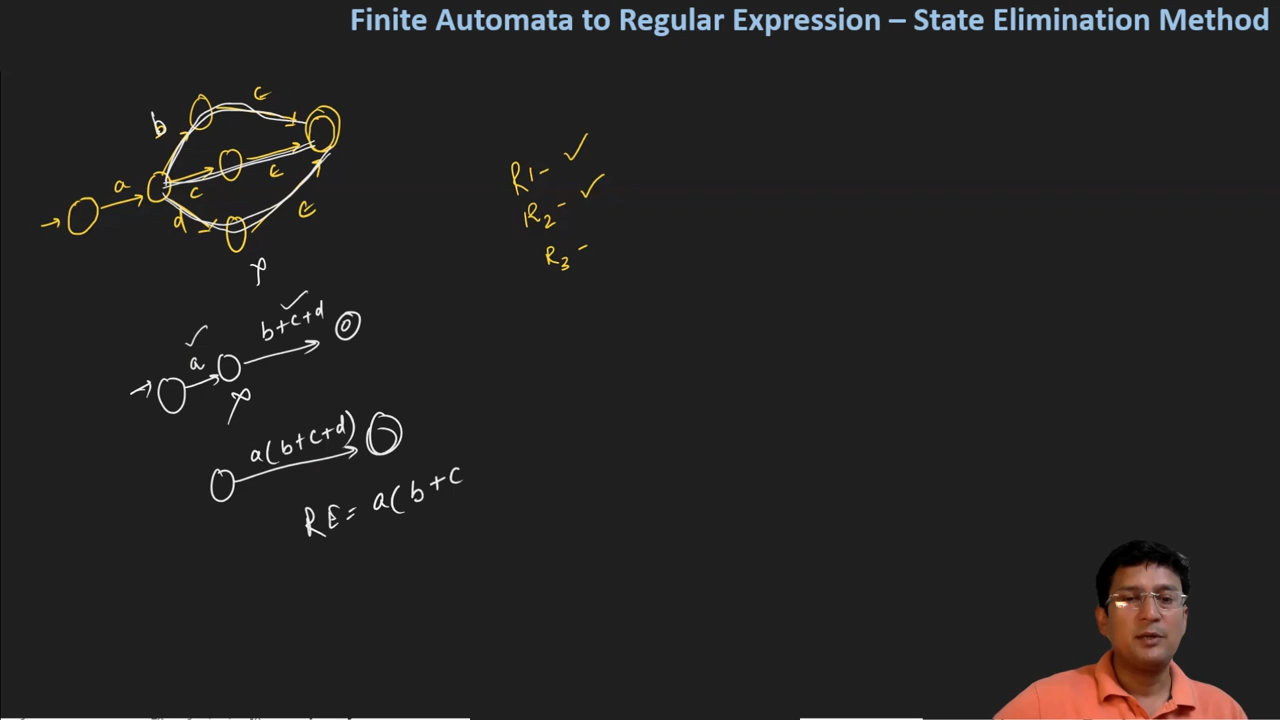 Finite Automata to Regular Expression – State Elimination Method
b
ϵ
a
c
ϵ
d
ϵ
R1-
R2-
R3-
a
b+c+d
a(b+c+d)
RE= a(b+c